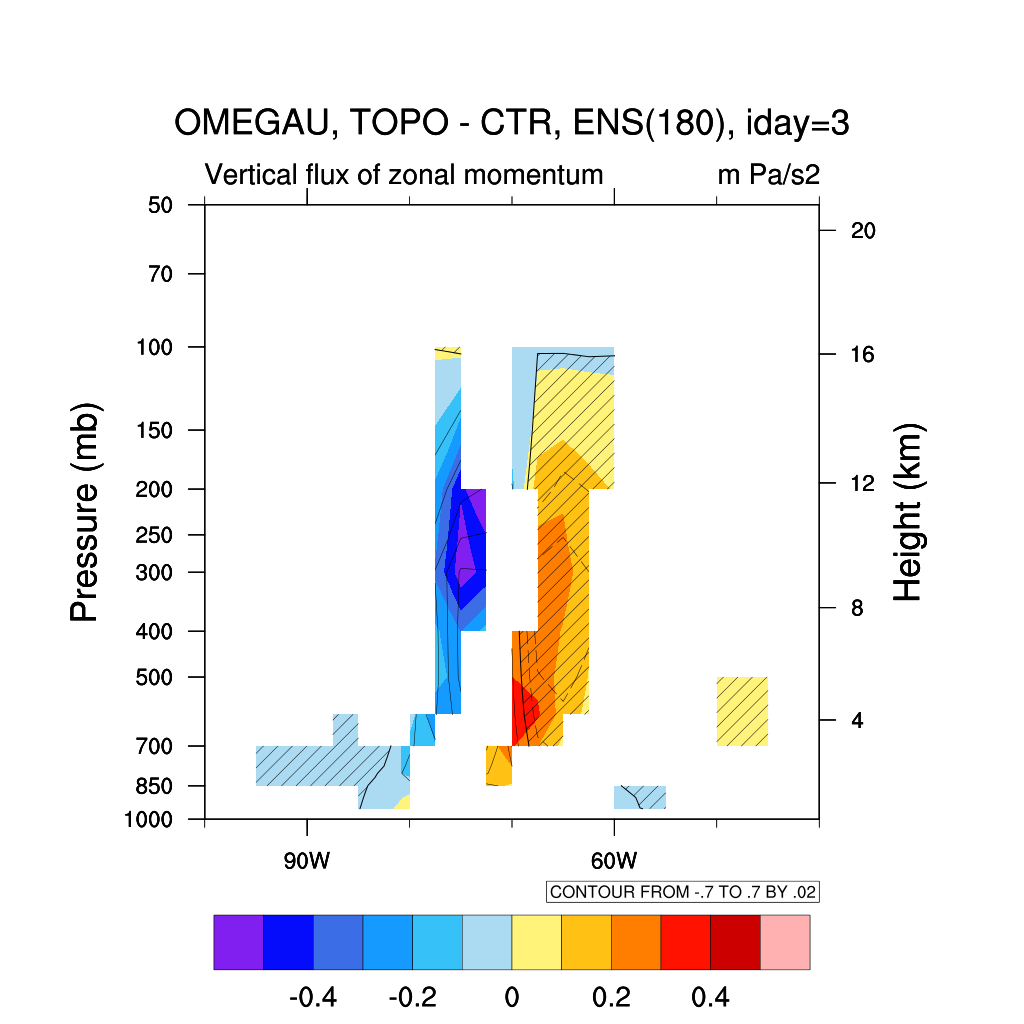 OMEGAU, TOPO - CTR, ENS(180), iday=3
Vertical flux of zonal momentum m Pa/s2
50
70
100
150
200
250
300
400
500
700
850
1000
Pressure (mb)
20
16
12
8
4
Height (km)
90W 60W
CONTOUR FROM -.7 TO .7 BY .02
-0.4 -0.2 0 0.2 0.4